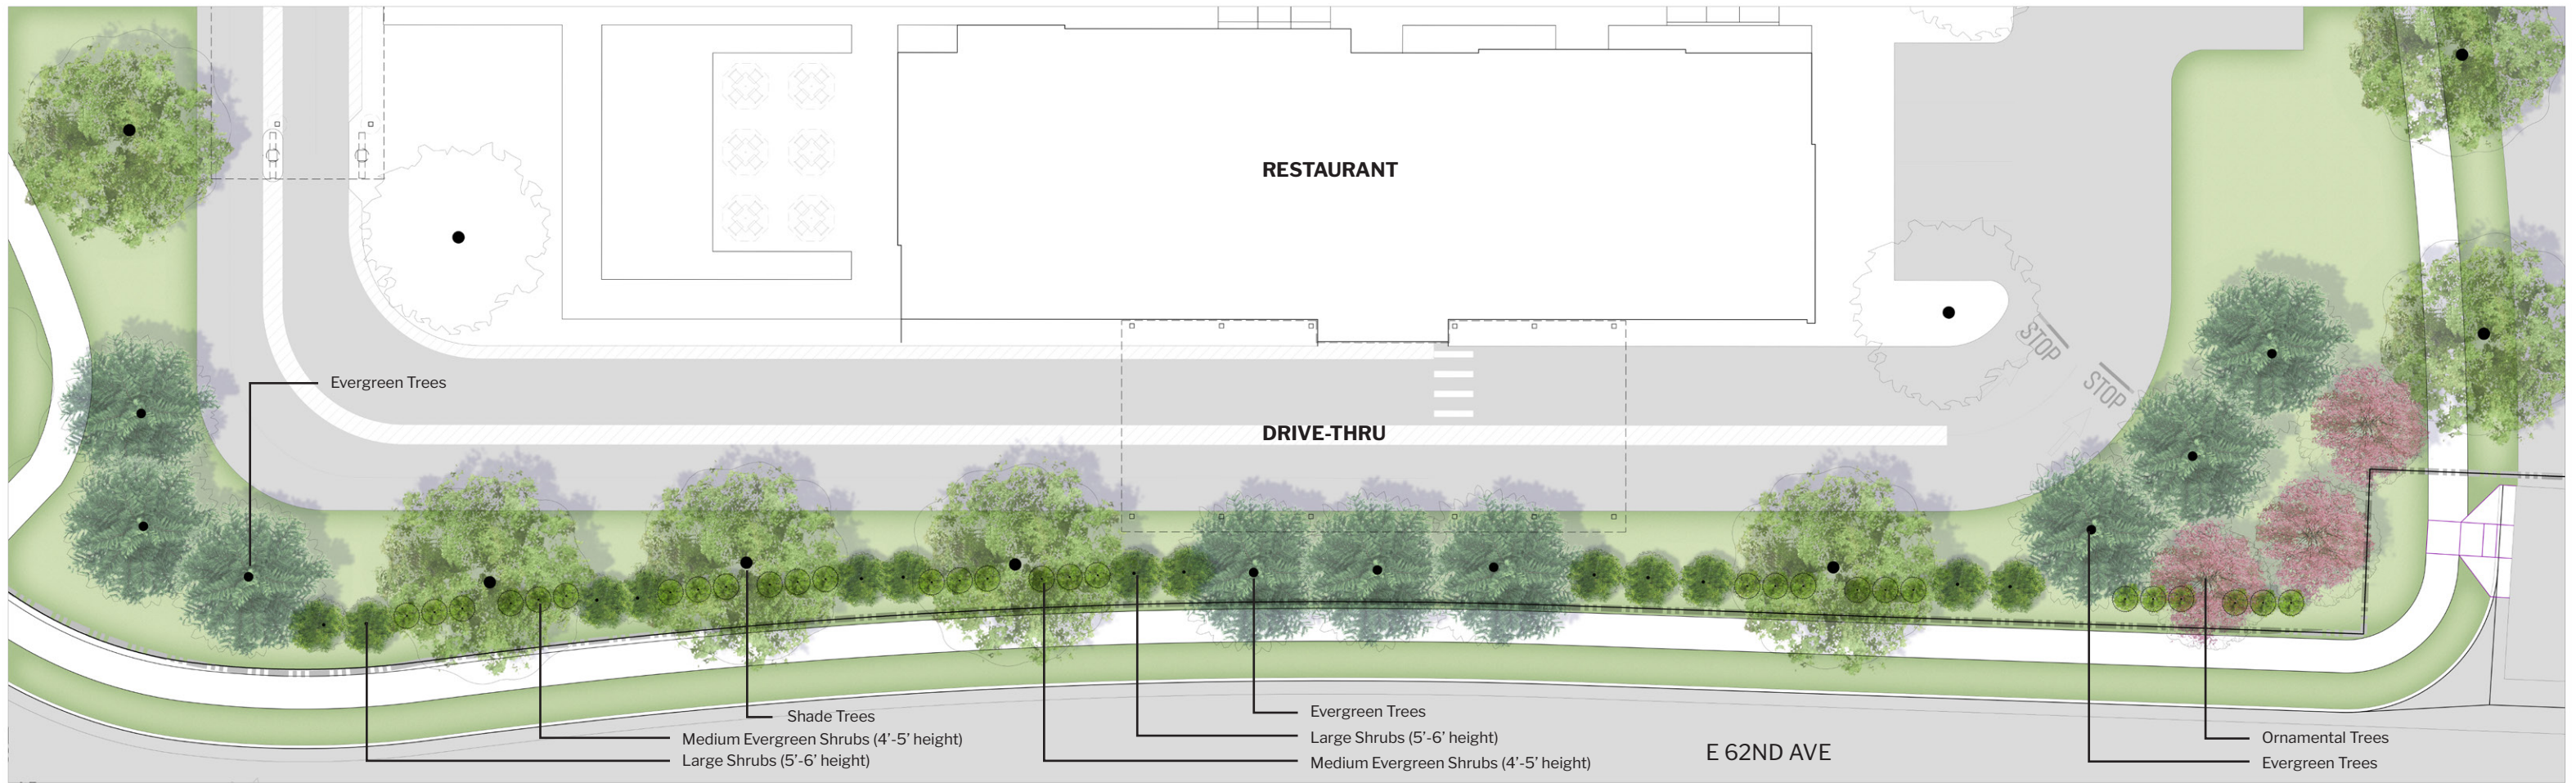 RESTAURANT
STOP
STOP
Evergreen Trees
DRIVE-THRU
Shade Trees
Medium Evergreen Shrubs (4’-5’ height)
Large Shrubs (5’-6’ height)
Evergreen Trees
Large Shrubs (5’-6’ height)
Medium Evergreen Shrubs (4’-5’ height)
E 62ND AVE
Ornamental Trees
Evergreen Trees